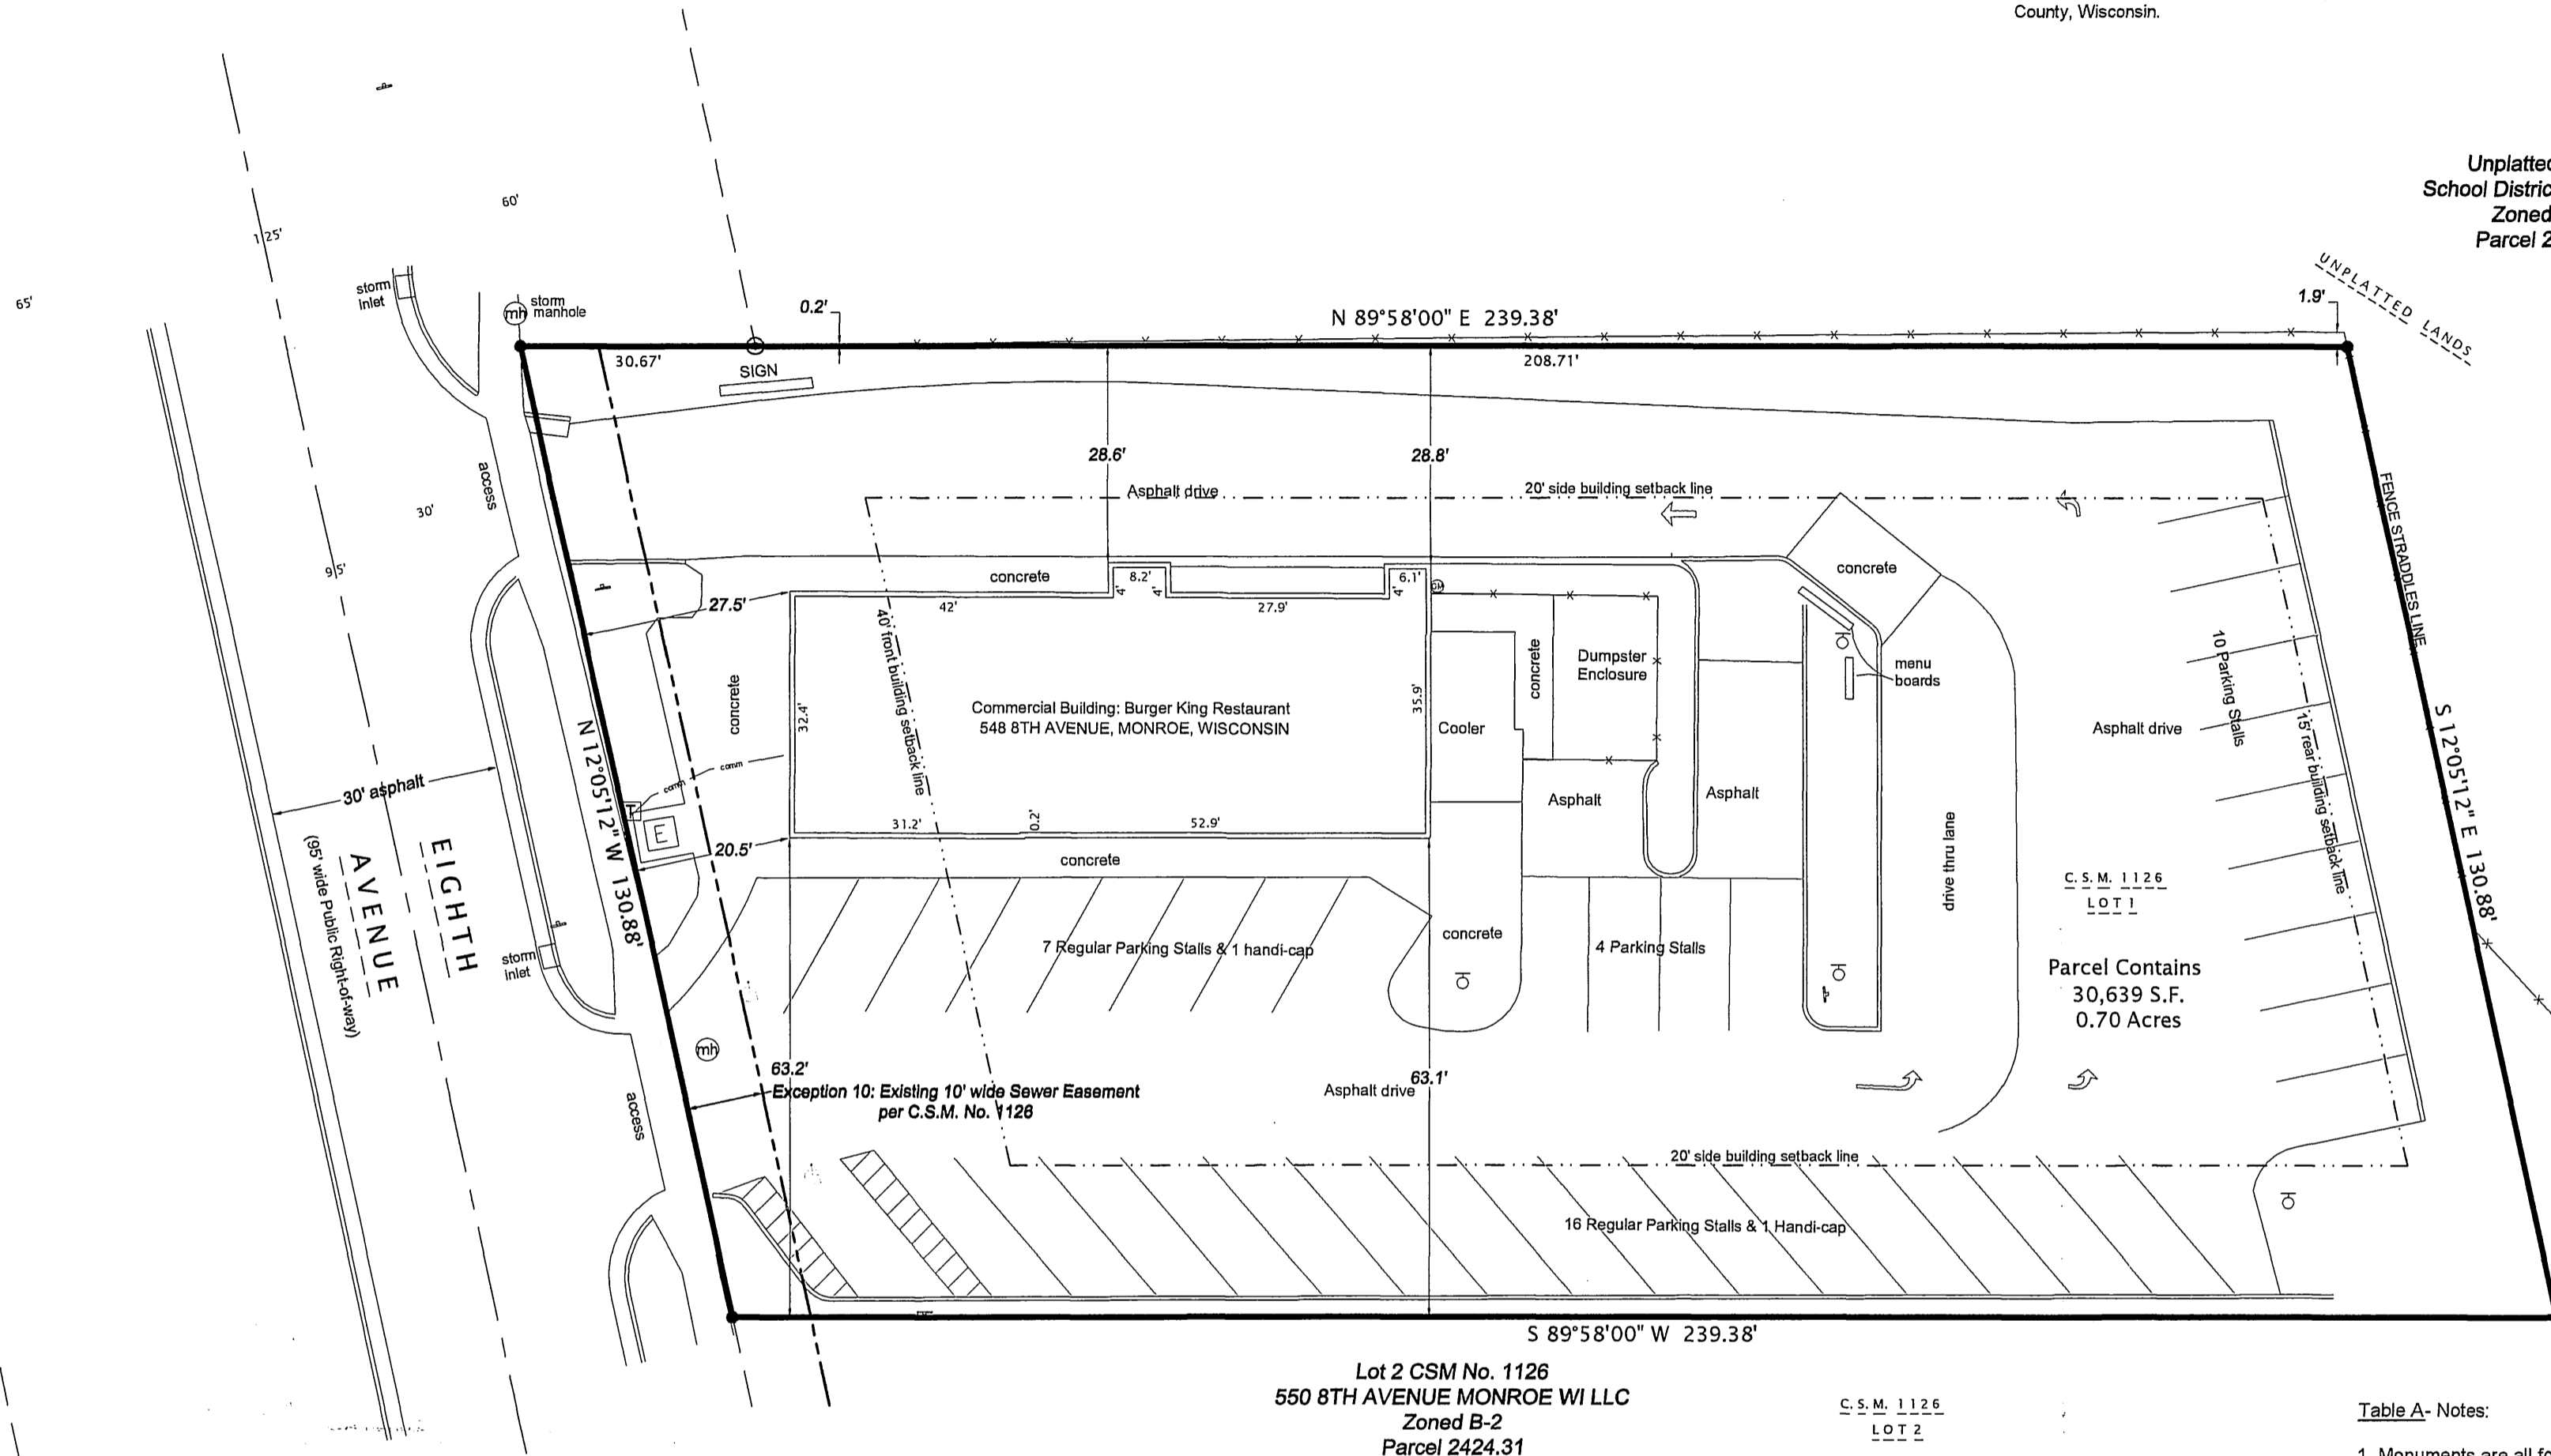 County, Wisconsin.
School
Zoned
Parcel
UNPLATTED LANDS
60'
1.25'
65'
storm
inlet
storm
manhole
mh
0.2'
N 89°58'00" E 239.38'
1.9'
30.67'
SIGN
208.71'
28.6'
28.8'
access
30'
9.5'
Asphalt drive
20' side building setback line
FENCE STRADDLES LINE
concrete
8.2'
4'
4'
6.1'
4'
concrete
27.5'
42'
27.9'
40' front building setback line
concrete
32.4'
Commercial Building: Burger King Restaurant
548 8TH AVENUE, MONROE, WISCONSIN
35.9'
Cooler
concrete
Dumpster
Enclosure
menu
boards
10 Parking Stalls
15' rear building setback line
Asphalt drive
S 12°05'12" E 130.88'
N 12°05'12" W 130.88'
comm
comm
T
E
30' asphalt
EIGHTH
AVENUE
(95' wide Public Right-of-way)
Asphalt
Asphalt
31.2'
0.2'
52.9'
20.5'
concrete
drive thru lane
C.S.M. 1126
LOT 1
storm
inlet
7 Regular Parking Stalls & 1 handi-cap
concrete
4 Parking Stalls
Parcel Contains
30,639 S.F.
0.70 Acres
mh
63.2'
63.1'
Exception 10: Existing 10' wide Sewer Easement
per C.S.M. No. 1126
Asphalt drive
access
20' side building setback line
16 Regular Parking Stalls & 1 Handi-cap
S 89°58'00" W 239.38'
Lot 2 CSM No. 1126
550 8TH AVENUE MONROE WI LLC
Zoned B-2
Parcel 2424.31
C.S.M. 1126
LOT 2
Table A- Notes:
1. Monuments are all